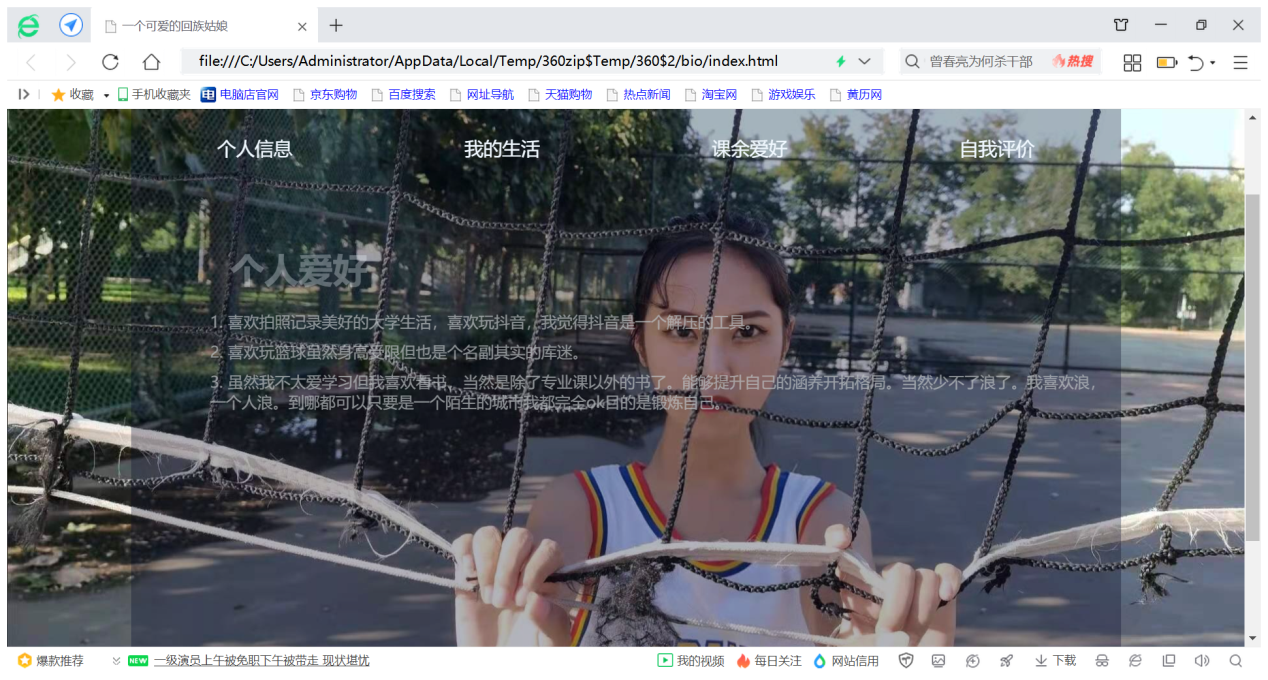 一个可爱的回族姑娘
file:///C:/Users/Administrator/AppData/Local/Temp/360zip$Temp/360$2/bio/index.html
曾春亮为何杀干部
热搜
收藏 手机收藏夹 电脑店官网 京东购物 百度搜索 网址导航 天猫购物 热点新闻 淘宝网 游戏娱乐 黄历网
个人信息 我的生活 课余爱好 自我评价
个人爱好
1. 喜欢拍照记录美好的大学生活，喜欢玩抖音，我觉得抖音是一个解压的工具。
2. 喜欢玩篮球虽然身高受限但也是个名副其实的库迷。
3. 虽然我不太爱学习但我喜欢看书，当然是除了专业课以外的书了。能够提升自己的涵养开拓格局。当然少不了浪了。我喜欢浪，
一个人浪。到哪都可以只要是一个陌生的城市我都完全ok目的是锻炼自己。
爆款推荐 NEW 一级演员上午被免职下午被带走 现状堪忧 我的视频 每日关注 网站信用 下载